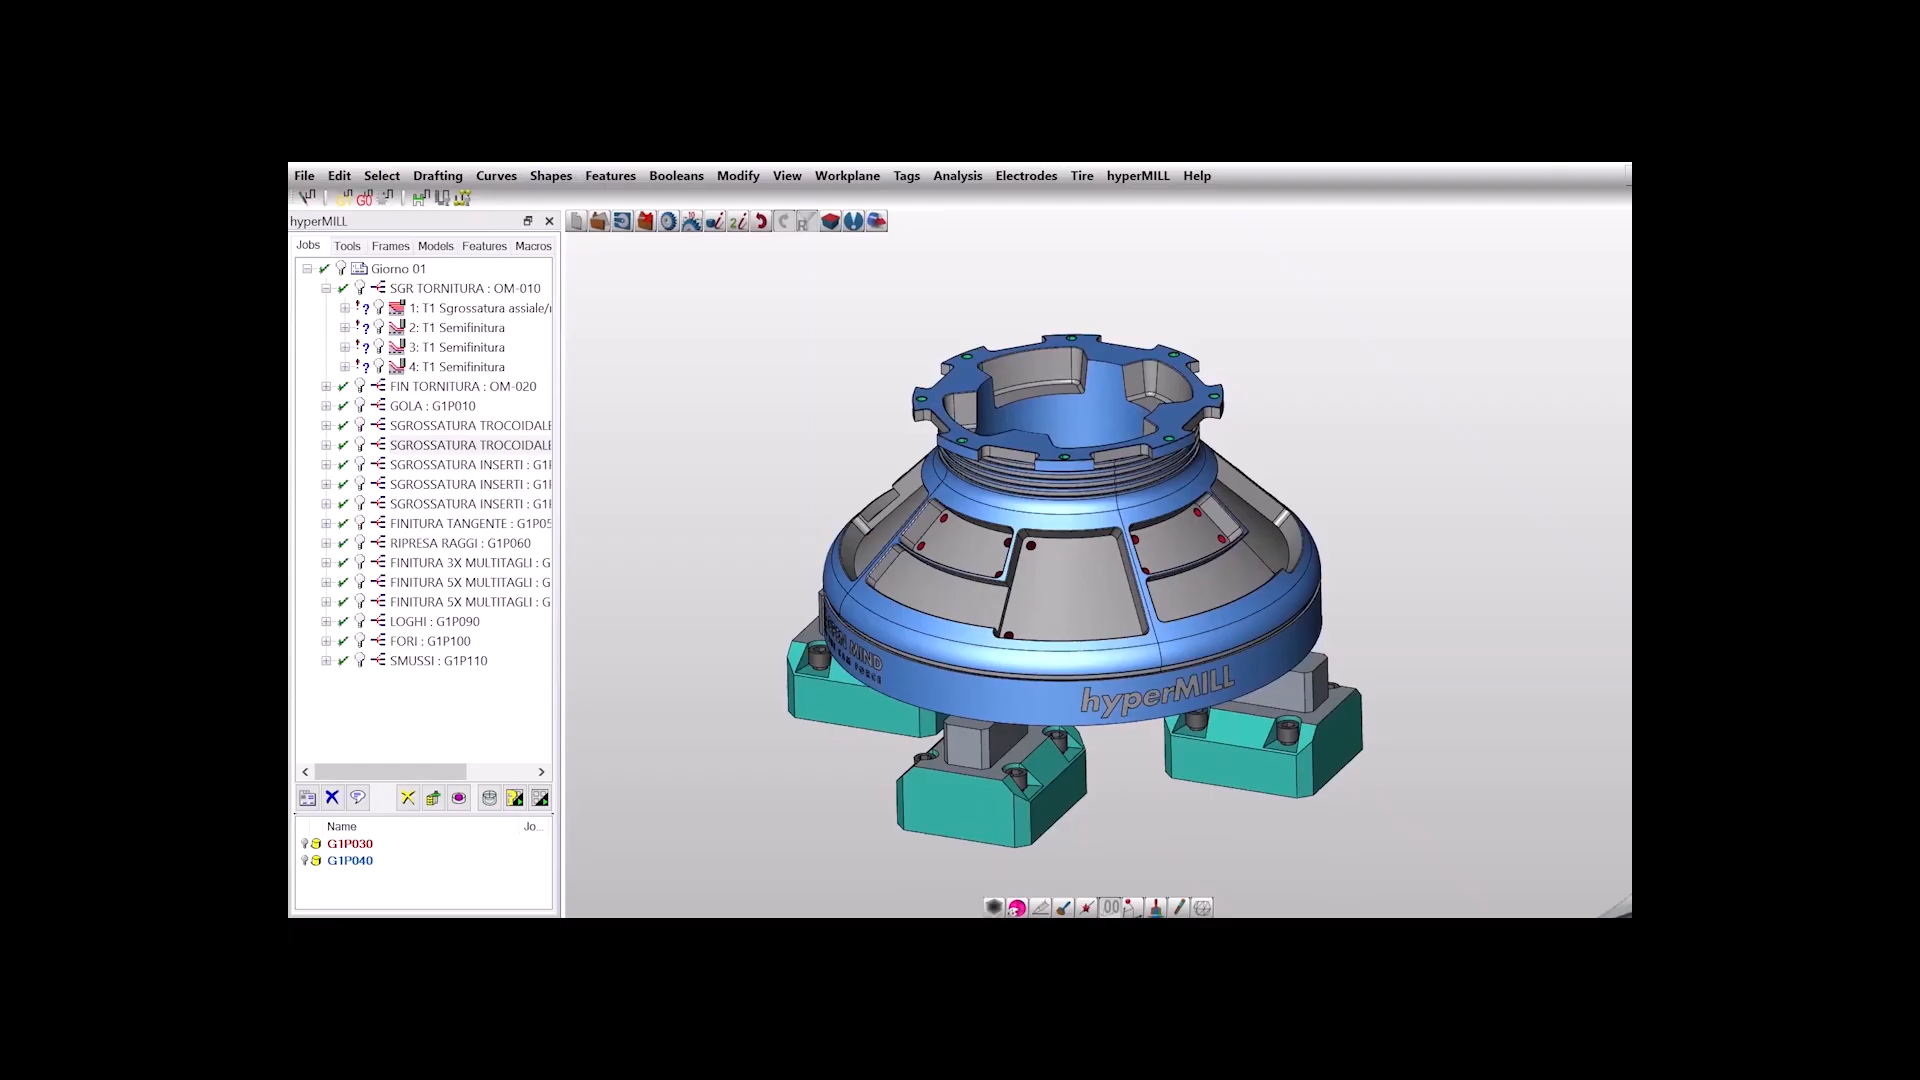 File Edit Select Drafting Curves Shapes Features Booleans Modify View Workplane Tags Analysis Electrodes Tire hyperMILL Help
G0
hyperMILL
Jobs Tools Frames Models Features Macros
Giorno 01
SGR TORNITURA : OM-010
1: T1 Sgrossatura assiale/
2: T1 Semifinitura
3: T1 Semifinitura
4: T1 Semifinitura
FIN TORNITURA : OM-020
GOLA : G1P010
SGROSSATURA TROCOIDALE
SGROSSATURA TROCOIDALE
SGROSSATURA INSERTI : G1
SGROSSATURA INSERTI : G1
SGROSSATURA INSERTI : G1
FINITURA TANGENTE : G1P05
RIPRESA RAGGI : G1P060
FINITURA 3X MULTITAGLI : G
FINITURA 5X MULTITAGLI : G
FINITURA 5X MULTITAGLI : G
LOGHI : G1P090
FORI : G1P100
SMUSSI : G1P110
Name Jo...
G1P030
G1P040
MIND
hyperMILL